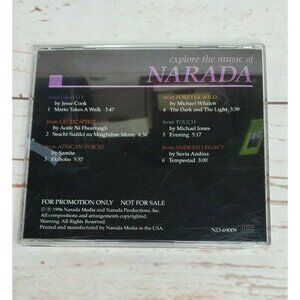 explore the music of
NARADA
from GRAVITY
by Jesse Cook
1 Mario Takes A Walk 3:47
from CELTIC SPIRIT
by Aoife Ní Fhearraigh
2 Seacht Suáilcí na Maighdine Muire 4:38
from AFRICAN VOICES
by Samite
3 Ekibobo 5:57
from FOREVER WILD
by Michael Whalen
4 The Dark and The Light 3:39
from TOUCH
by Michael Jones
5 Evening 5:17
from ANDEAN LEGACY
by Savia Andina
6 Tempestad 3:00
FOR PROMOTION ONLY NOT FOR SALE
© ℗ 1996 Narada Media and Narada Productions, Inc.
All compositions and arrangements copyrighted.
Warning: All Rights Reserved.
Printed and manufactured by Narada Media in the USA.
ND-69009